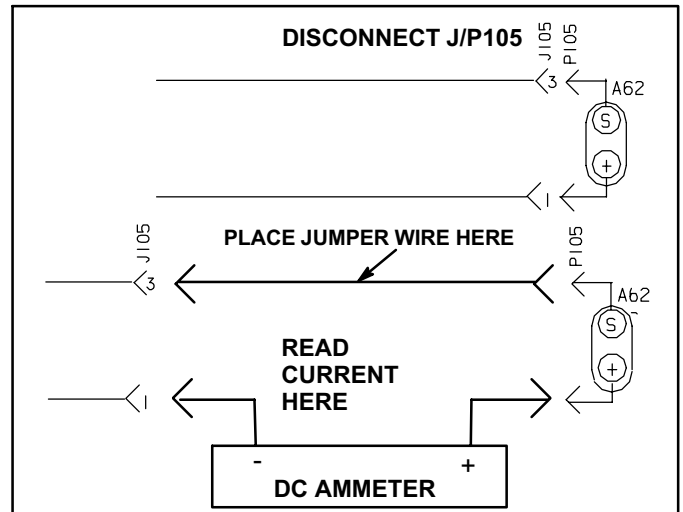 DISCONNECT J/P105
J105
P105
3
A62
S
+
1
J105
PLACE JUMPER WIRE HERE
P105
3
A62
S
READ
CURRENT
HERE
+
1
-
+
DC AMMETER